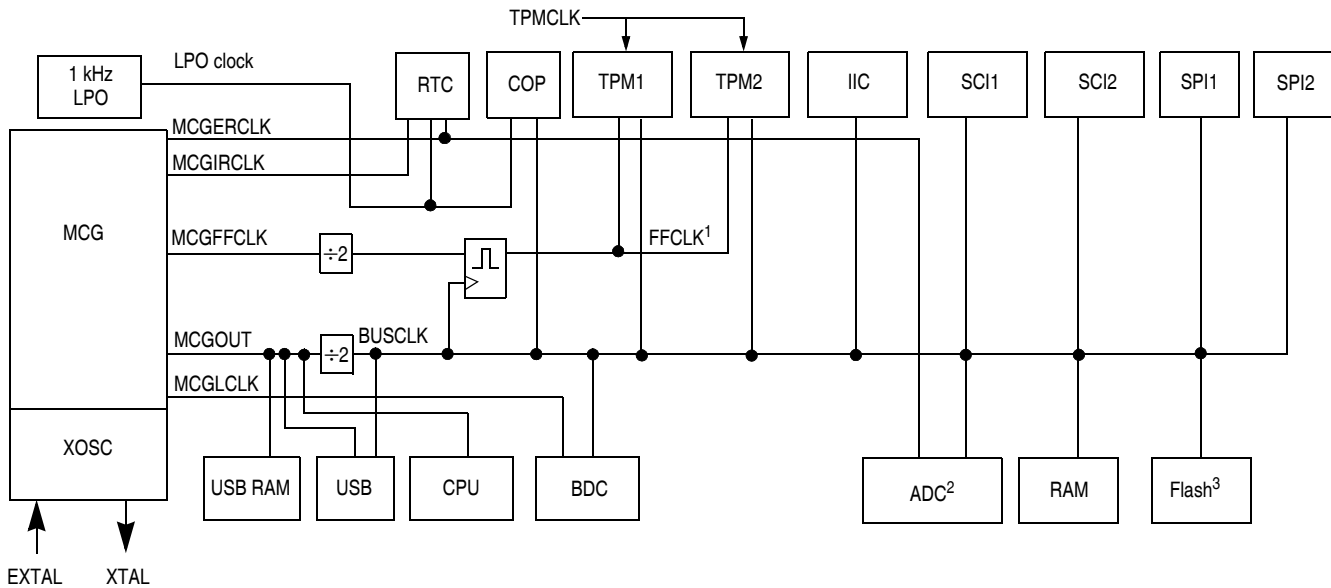 TPMCLK
1 kHz
LPO
LPO clock
RTC
COP
TPM1
TPM2
IIC
SCI1
SCI2
SPI1
SPI2
MCGERCLK
MCGIRCLK
MCG
MCGFFCLK
÷2
FFCLK1
MCGOUT
÷2
BUSCLK
MCGLCLK
XOSC
USB RAM
USB
CPU
BDC
ADC2
RAM
Flash3
EXTAL
XTAL